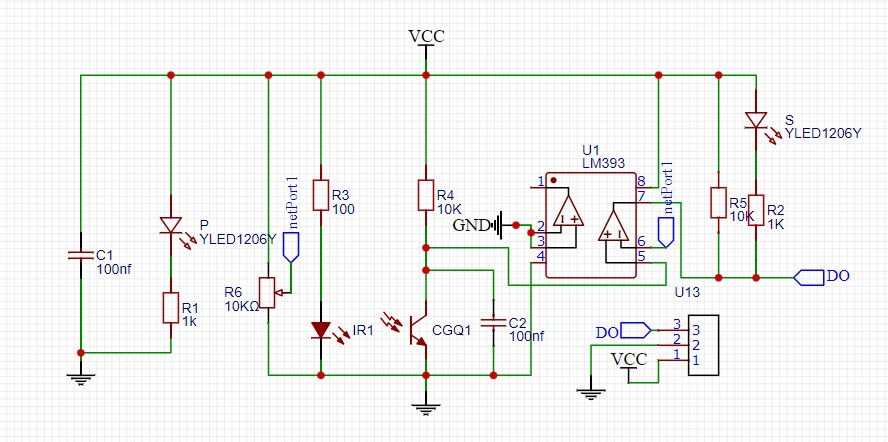 VCC
C1
100nf
P
YLED1206Y
R1
1k
netPort1
R6
10KΩ
R3
100
IR1
R4
10K
CGQ1
C2
100nf
GND
U1
LM393
1
2
3
4
8
7
6
5
netPort1
S
YLED1206Y
R5
10K
R2
1K
DO
U13
DO
3 3
2 2
1 1
VCC